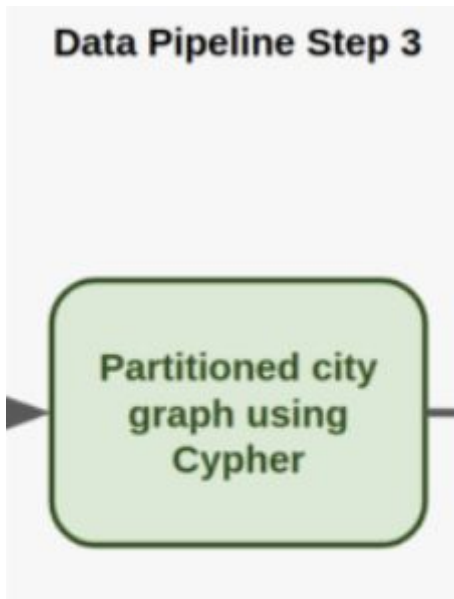 Data Pipeline Step 3
Partitioned city
graph using
Cypher